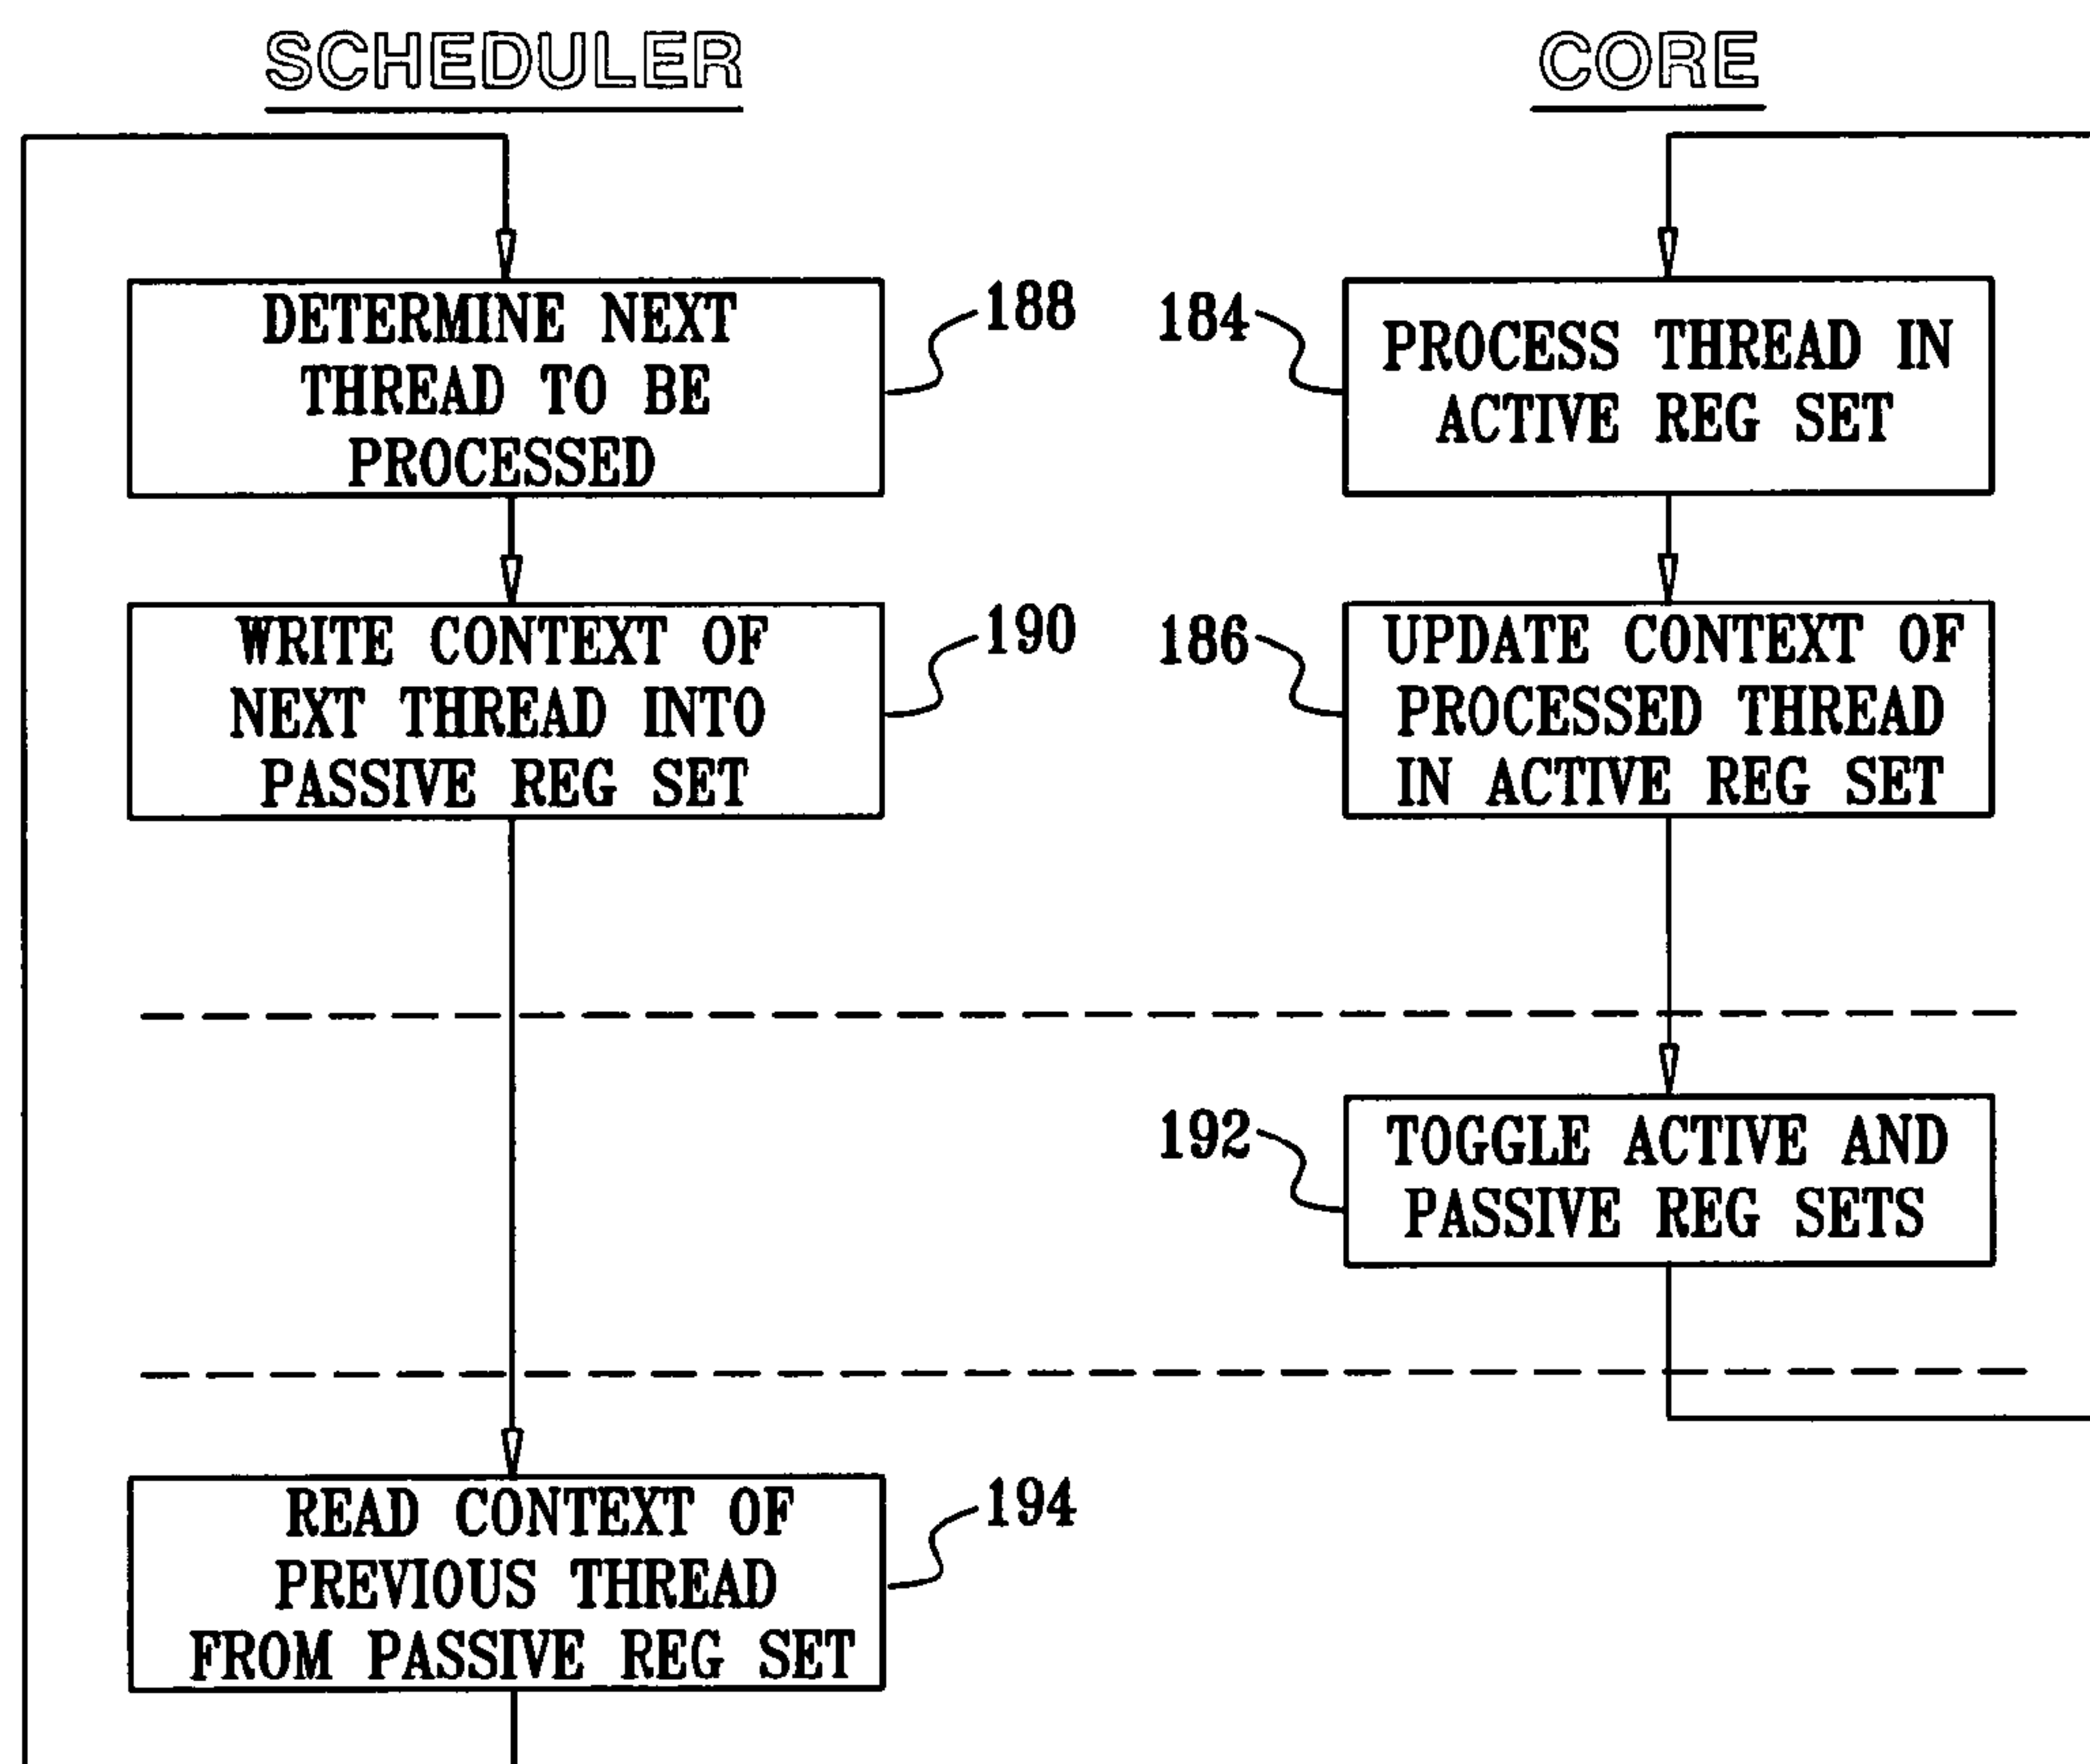 SCHEDULER
DETERMINE NEXT
THREAD TO BE
PROCESSED
188
WRITE CONTEXT OF
NEXT THREAD INTO
PASSIVE REG SET
190
READ CONTEXT OF
PREVIOUS THREAD
FROM PASSIVE REG SET
194
CORE
184
PROCESS THREAD IN
ACTIVE REG SET
186
UPDATE CONTEXT OF
PROCESSED THREAD
IN ACTIVE REG SET
192
TOGGLE ACTIVE AND
PASSIVE REG SETS